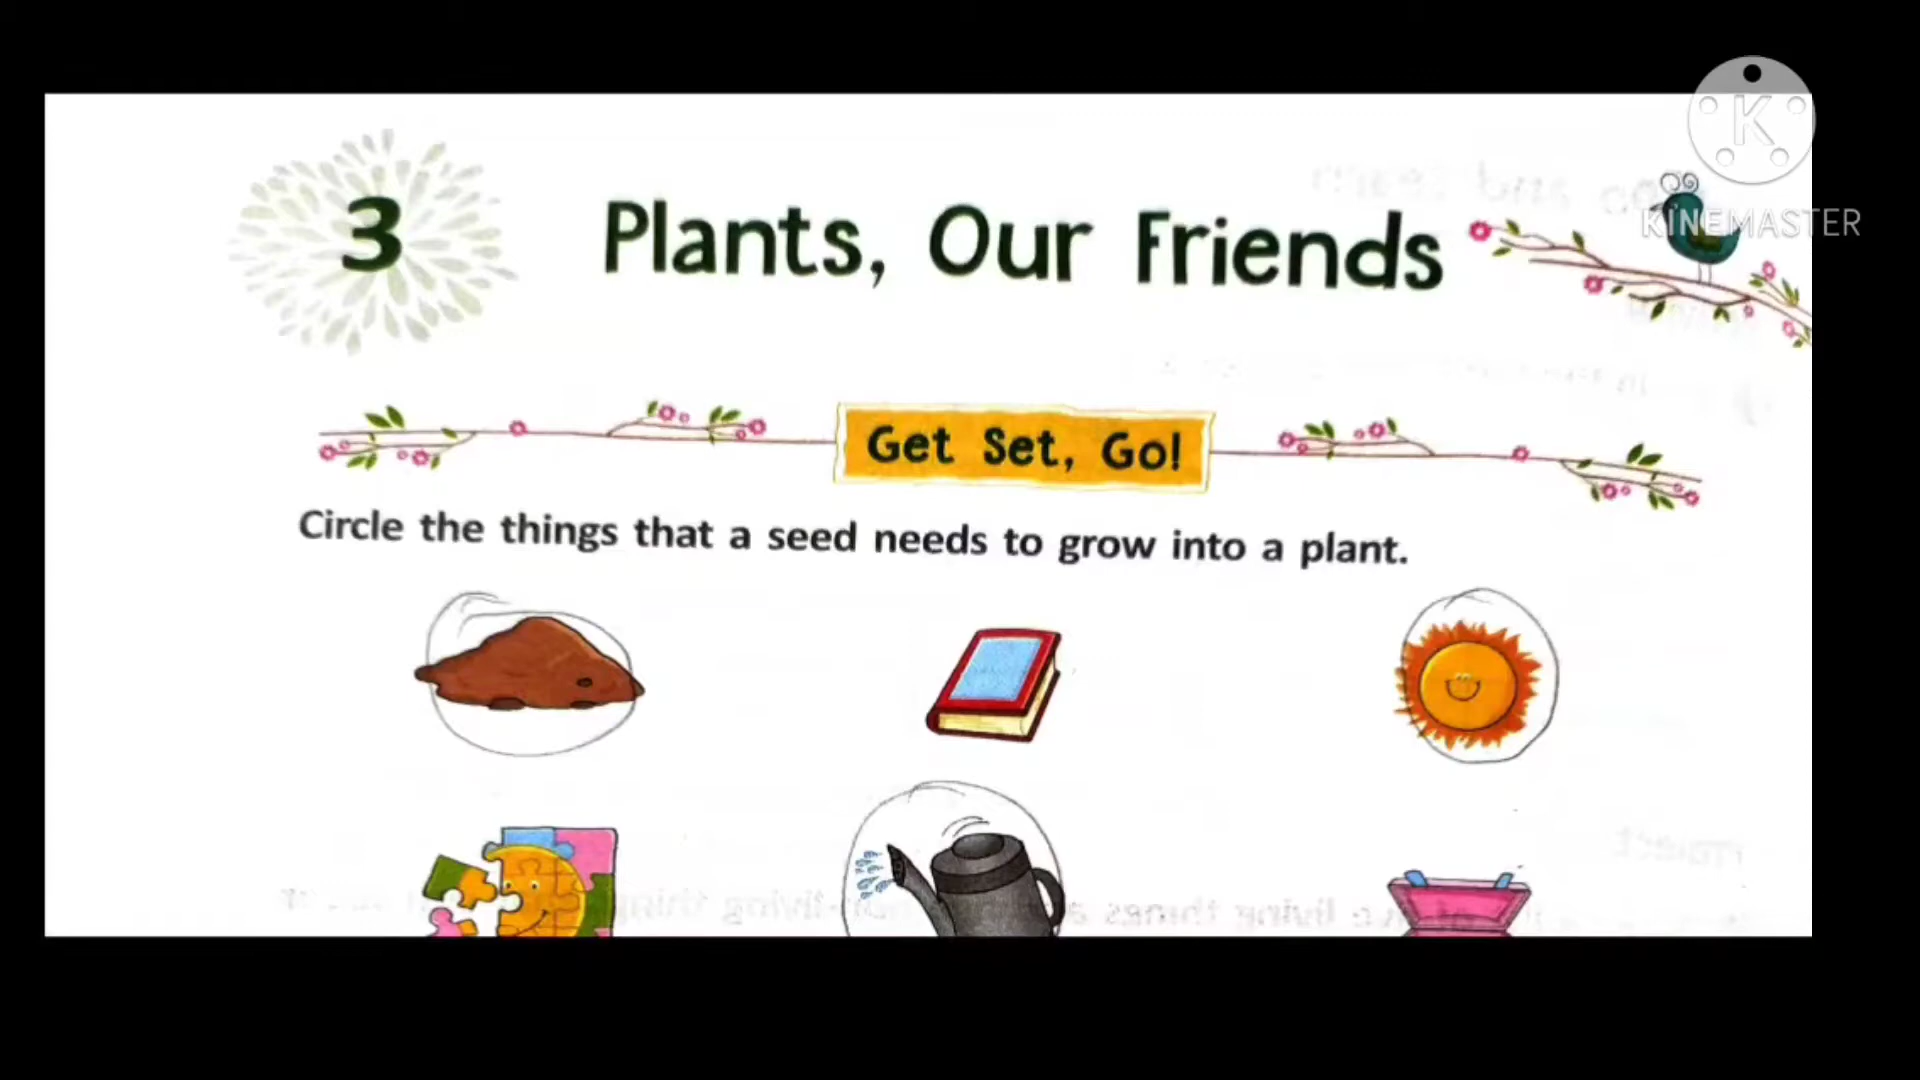 K
KINEMASTER
3
Plants, Our Friends
Get Set, Go!
Circle the things that a seed needs to grow into a plant.